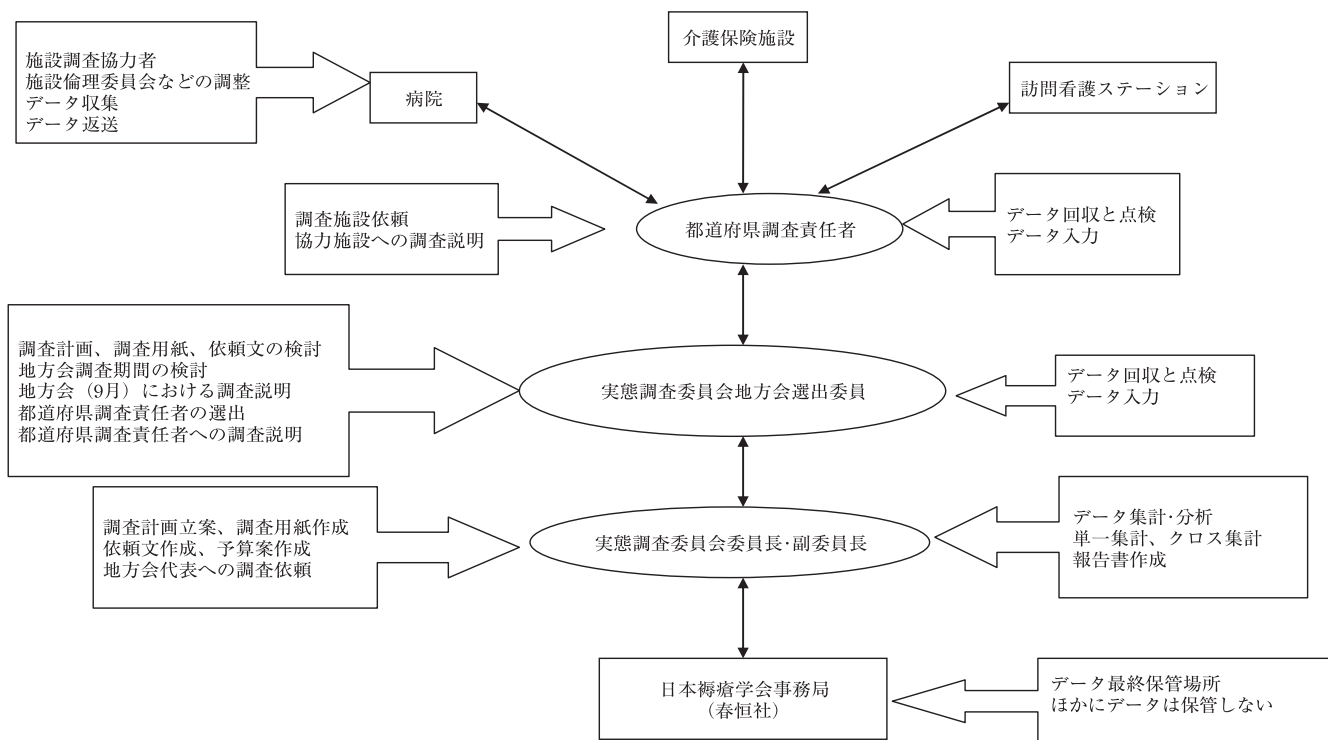 介護保険施設
施設調査協力者
施設倫理委員会などの調整
データ収集
データ返送
病院
訪問看護ステーション
調査施設依頼
協力施設への調査説明
都道府県調査責任者
データ回収と点検
データ入力
調査計画、調査用紙、依頼文の検討
地方会調査期間の検討
地方会（9月）における調査説明
都道府県調査責任者の選出
都道府県調査責任者への調査説明
実態調査委員会地方会選出委員
データ回収と点検
データ入力
調査計画立案、調査用紙作成
依頼文作成、予算案作成
地方会代表への調査依頼
実態調査委員会委員長・副委員長
データ集計・分析
単一集計、クロス集計
報告書作成
日本褥瘡学会事務局
（春恒社）
データ最終保管場所
ほかにデータは保管しない